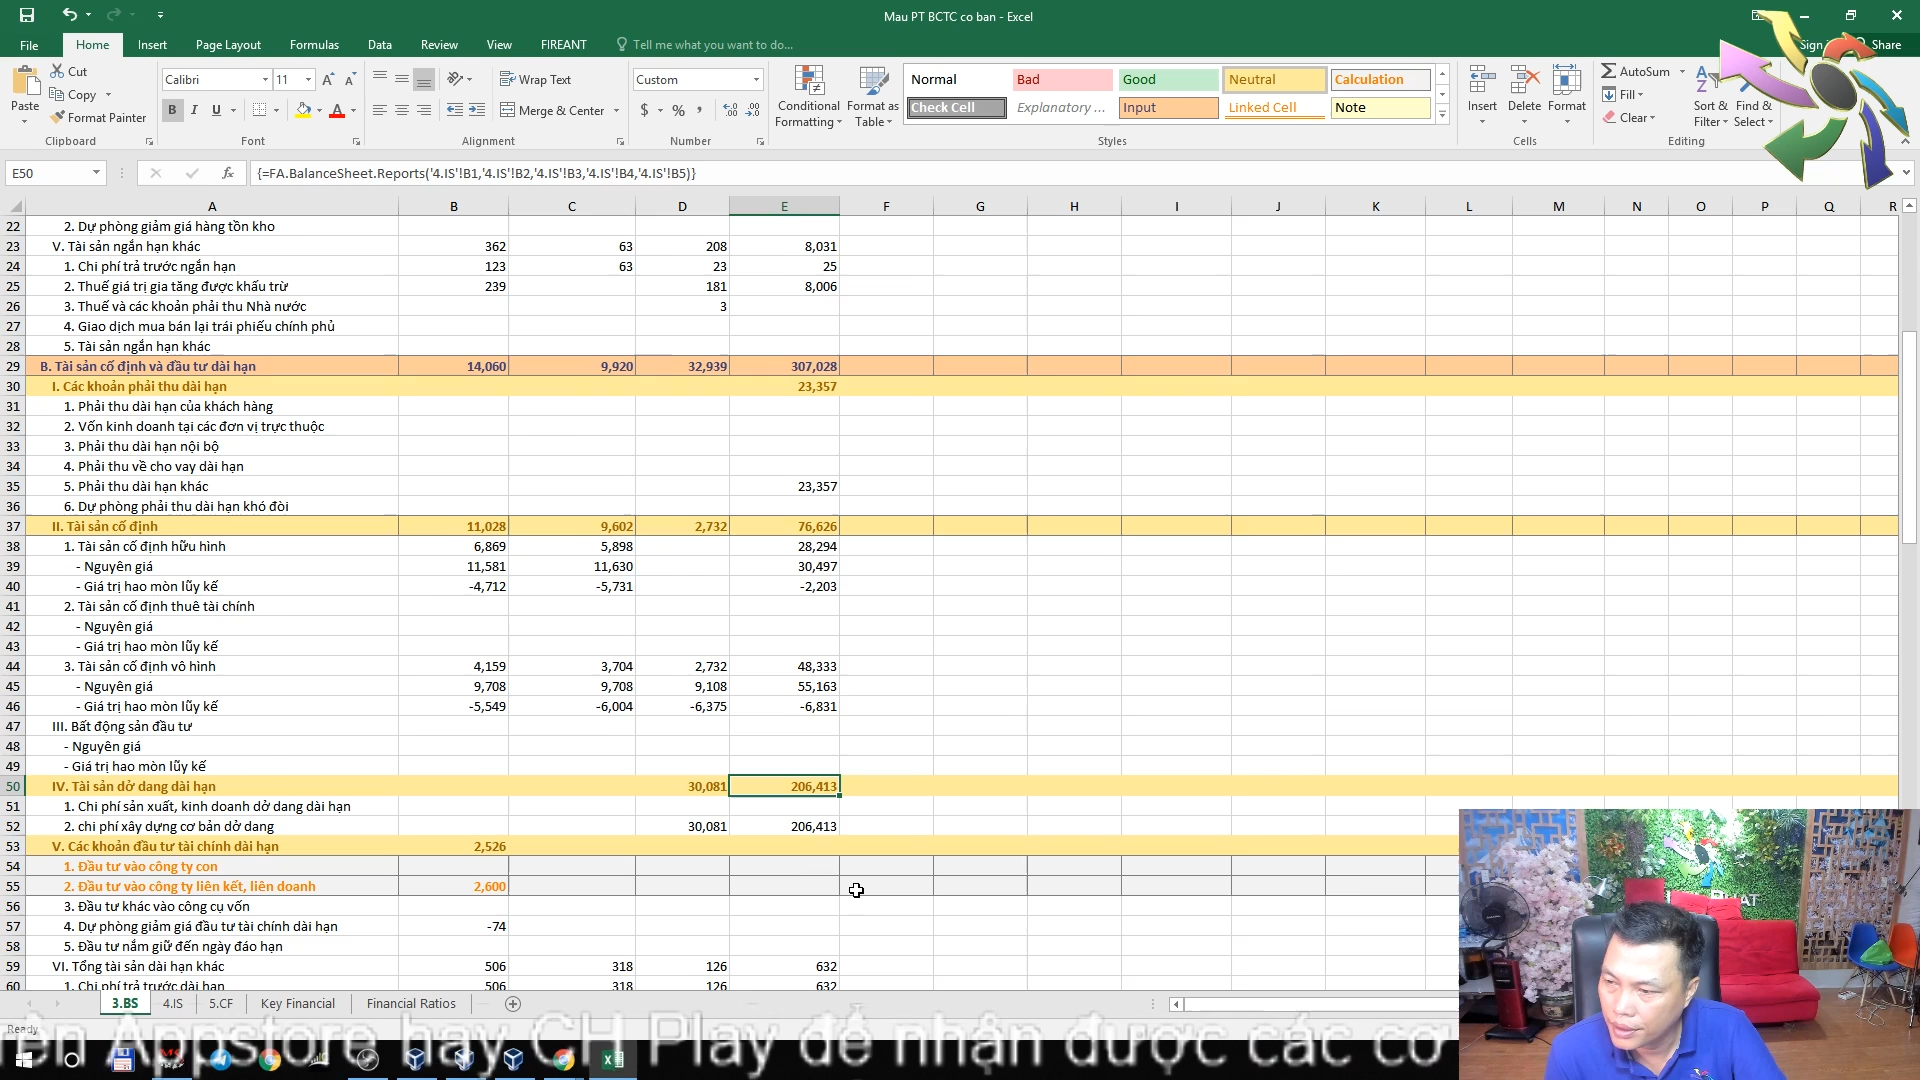 Mau PT BCTC co ban - Excel
File Home Insert Page Layout Formulas Data Review View FIREANT Tell me what you want to do... Share
Paste Cut Copy Format Painter Clipboard
Calibri 11 B I U Font
Wrap Text Merge & Center Alignment
Custom $ % , Number
Conditional Formatting Format as Table
Normal Bad Good Neutral Calculation
Check Cell Explanatory ... Input Linked Cell Note
Styles
Insert Delete Format Cells
AutoSum Fill Clear Sort & Filter Find & Select Editing
E50 fx {=FA.BalanceSheet.Reports('4.IS'!B1,'4.IS'!B2,'4.IS'!B3,'4.IS'!B4,'4.IS'!B5)}
A B C D E F G H I J K L M N O P Q R
22 2. Dự phòng giảm giá hàng tồn kho
23 V. Tài sản ngắn hạn khác 362 63 208 8,031
24 1. Chi phí trả trước ngắn hạn 123 63 23 25
25 2. Thuế giá trị gia tăng được khấu trừ 239 181 8,006
26 3. Thuế và các khoản phải thu Nhà nước 3
27 4. Giao dịch mua bán lại trái phiếu chính phủ
28 5. Tài sản ngắn hạn khác
29 B. Tài sản cố định và đầu tư dài hạn 14,060 9,920 32,939 307,028
30 I. Các khoản phải thu dài hạn 23,357
31 1. Phải thu dài hạn của khách hàng
32 2. Vốn kinh doanh tại các đơn vị trực thuộc
33 3. Phải thu dài hạn nội bộ
34 4. Phải thu về cho vay dài hạn
35 5. Phải thu dài hạn khác 23,357
36 6. Dự phòng phải thu dài hạn khó đòi
37 II. Tài sản cố định 11,028 9,602 2,732 76,626
38 1. Tài sản cố định hữu hình 6,869 5,898 28,294
39 - Nguyên giá 11,581 11,630 30,497
40 - Giá trị hao mòn lũy kế -4,712 -5,731 -2,203
41 2. Tài sản cố định thuê tài chính
42 - Nguyên giá
43 - Giá trị hao mòn lũy kế
44 3. Tài sản cố định vô hình 4,159 3,704 2,732 48,333
45 - Nguyên giá 9,708 9,708 9,108 55,163
46 - Giá trị hao mòn lũy kế -5,549 -6,004 -6,375 -6,831
47 III. Bất động sản đầu tư
48 - Nguyên giá
49 - Giá trị hao mòn lũy kế
50 IV. Tài sản dở dang dài hạn 30,081 206,413
51 1. Chi phí sản xuất, kinh doanh dở dang dài hạn
52 2. chi phí xây dựng cơ bản dở dang 30,081 206,413
53 V. Các khoản đầu tư tài chính dài hạn 2,526
54 1. Đầu tư vào công ty con
55 2. Đầu tư vào công ty liên kết, liên doanh 2,600
56 3. Đầu tư khác vào công cụ vốn
57 4. Dự phòng giảm giá đầu tư tài chính dài hạn -74
58 5. Đầu tư nắm giữ đến ngày đáo hạn
59 VI. Tổng tài sản dài hạn khác 506 318 126 632
60 1. Chi phí trả trước dài hạn 506 318 126 632
3.BS 4.IS 5.CF Key Financial Financial Ratios
Ready
Appstore hay CH Play để nhận được các cơ